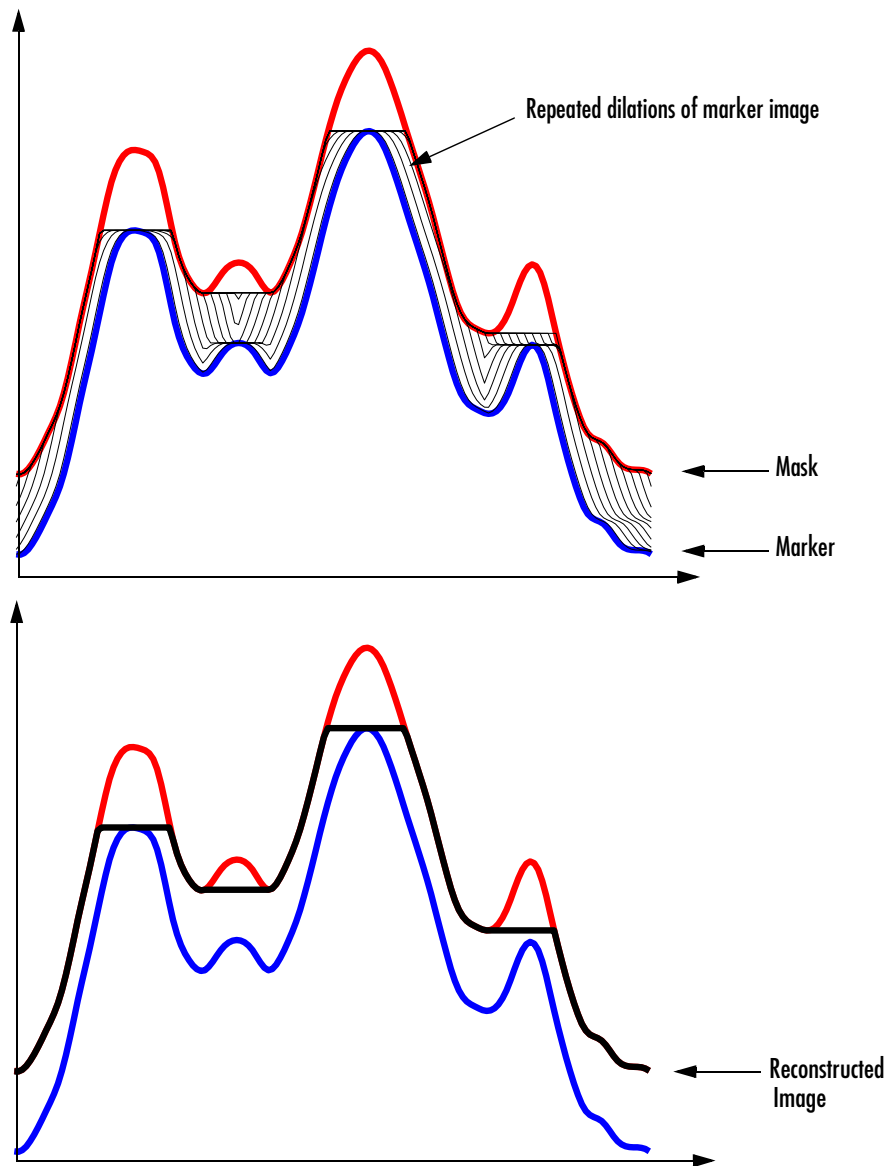 Repeated dilations of marker image
Mask
Marker
Reconstructed
Image